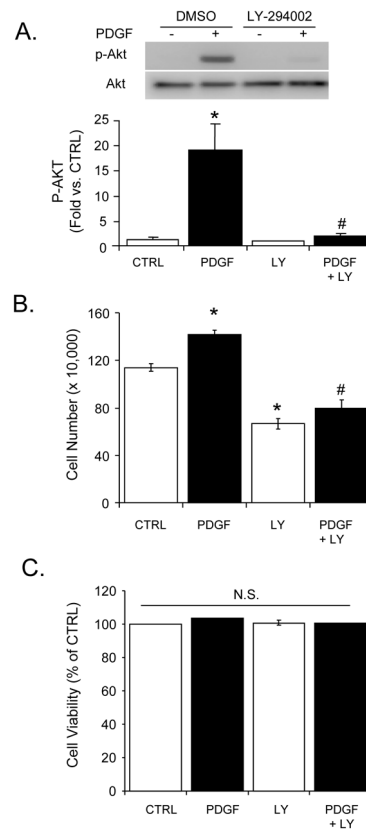 A.
DMSO LY-294002
PDGF - + - +
p-Akt
Akt
P-AKT
(Fold vs. CTRL)
25
20
15
10
5
0
*
#
CTRL PDGF LY PDGF
+ LY
B.
Cell Number (x 10,000)
160
120
80
40
0
*
*
#
CTRL PDGF LY PDGF
+ LY
C.
Cell Viability (% of CTRL)
120
100
80
60
40
20
0
N.S.
CTRL PDGF LY PDGF
+ LY